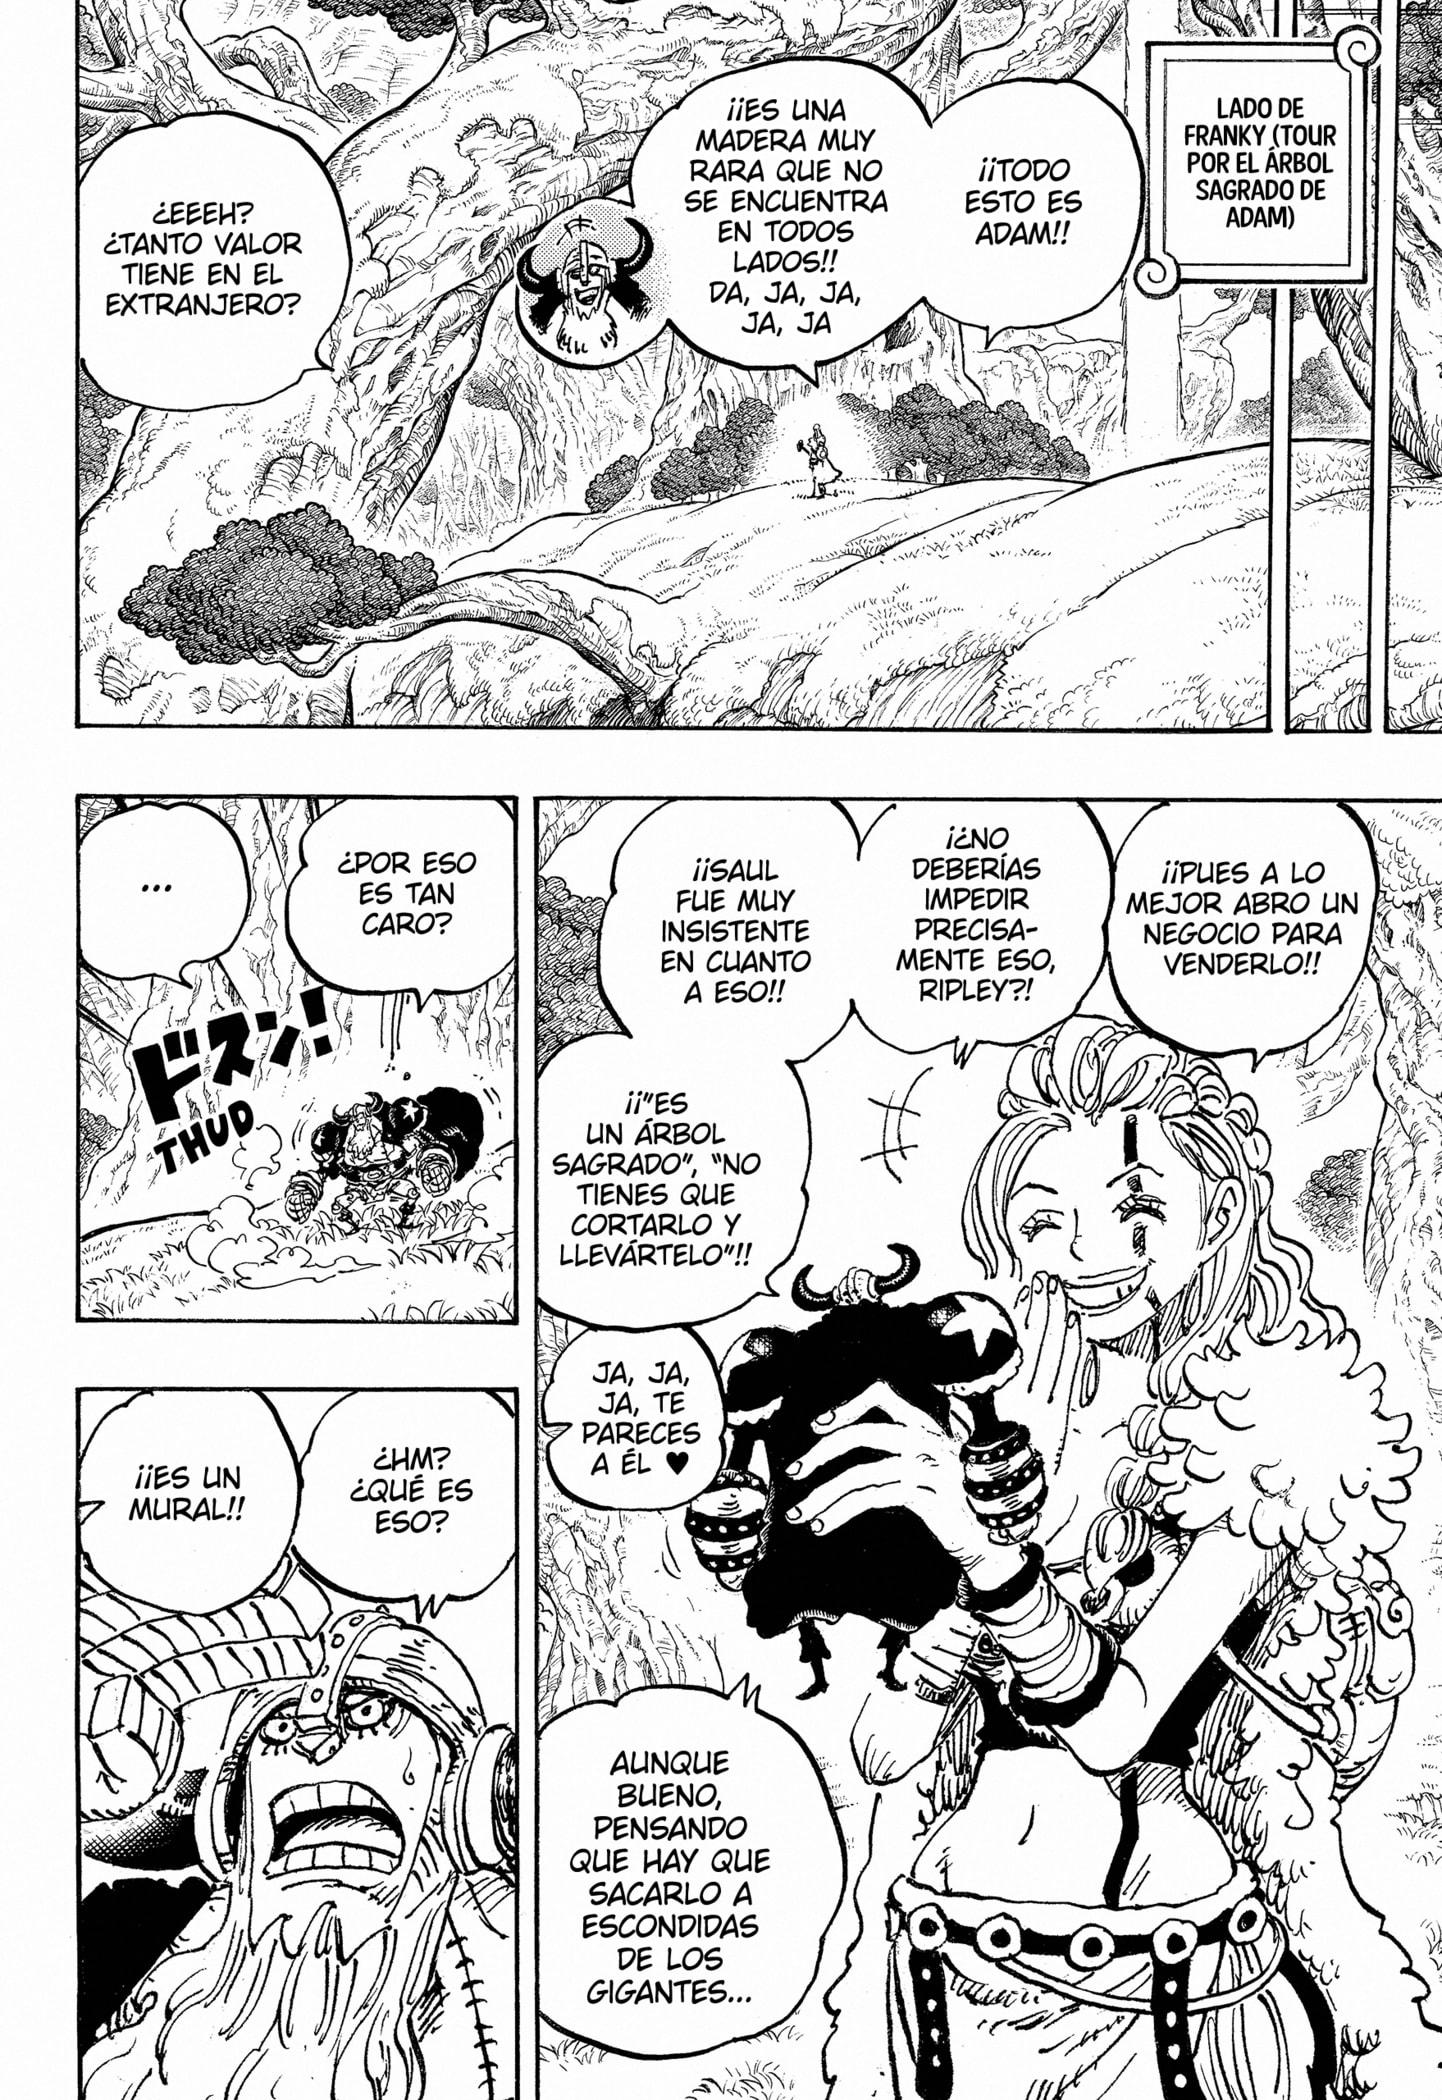 LADO DE
FRANKY (TOUR
POR EL ÁRBOL
SAGRADO DE
ADAM)
¡¡TODO
ESTO ES
ADAM!!
¡¡ES UNA
MADERA MUY
RARA QUE NO
SE ENCUENTRA
EN TODOS
LADOS!!
DA, JA, JA,
JA, JA
¿EEEH?
¿TANTO VALOR
TIENE EN EL
EXTRANJERO?
¡¡PUES A LO
MEJOR ABRO UN
NEGOCIO PARA
VENDERLO!!
¡¿NO
DEBERÍAS
IMPEDIR
PRECISA-
MENTE ESO,
RIPLEY?!
¡¡SAUL
FUE MUY
INSISTENTE
EN CUANTO
A ESO!!
¡¡"ES
UN ÁRBOL
SAGRADO", "NO
TIENES QUE
CORTARLO Y
LLEVÁRTELO"!!
JA, JA,
JA, TE
PARECES
A ÉL ♥
AUNQUE
BUENO,
PENSANDO
QUE HAY QUE
SACARLO A
ESCONDIDAS
DE LOS
GIGANTES...
¿POR ESO
ES TAN
CARO?
...
ドスン!
THUD
¿HM?
¿QUÉ ES
ESO?
¡¡ES UN
MURAL!!